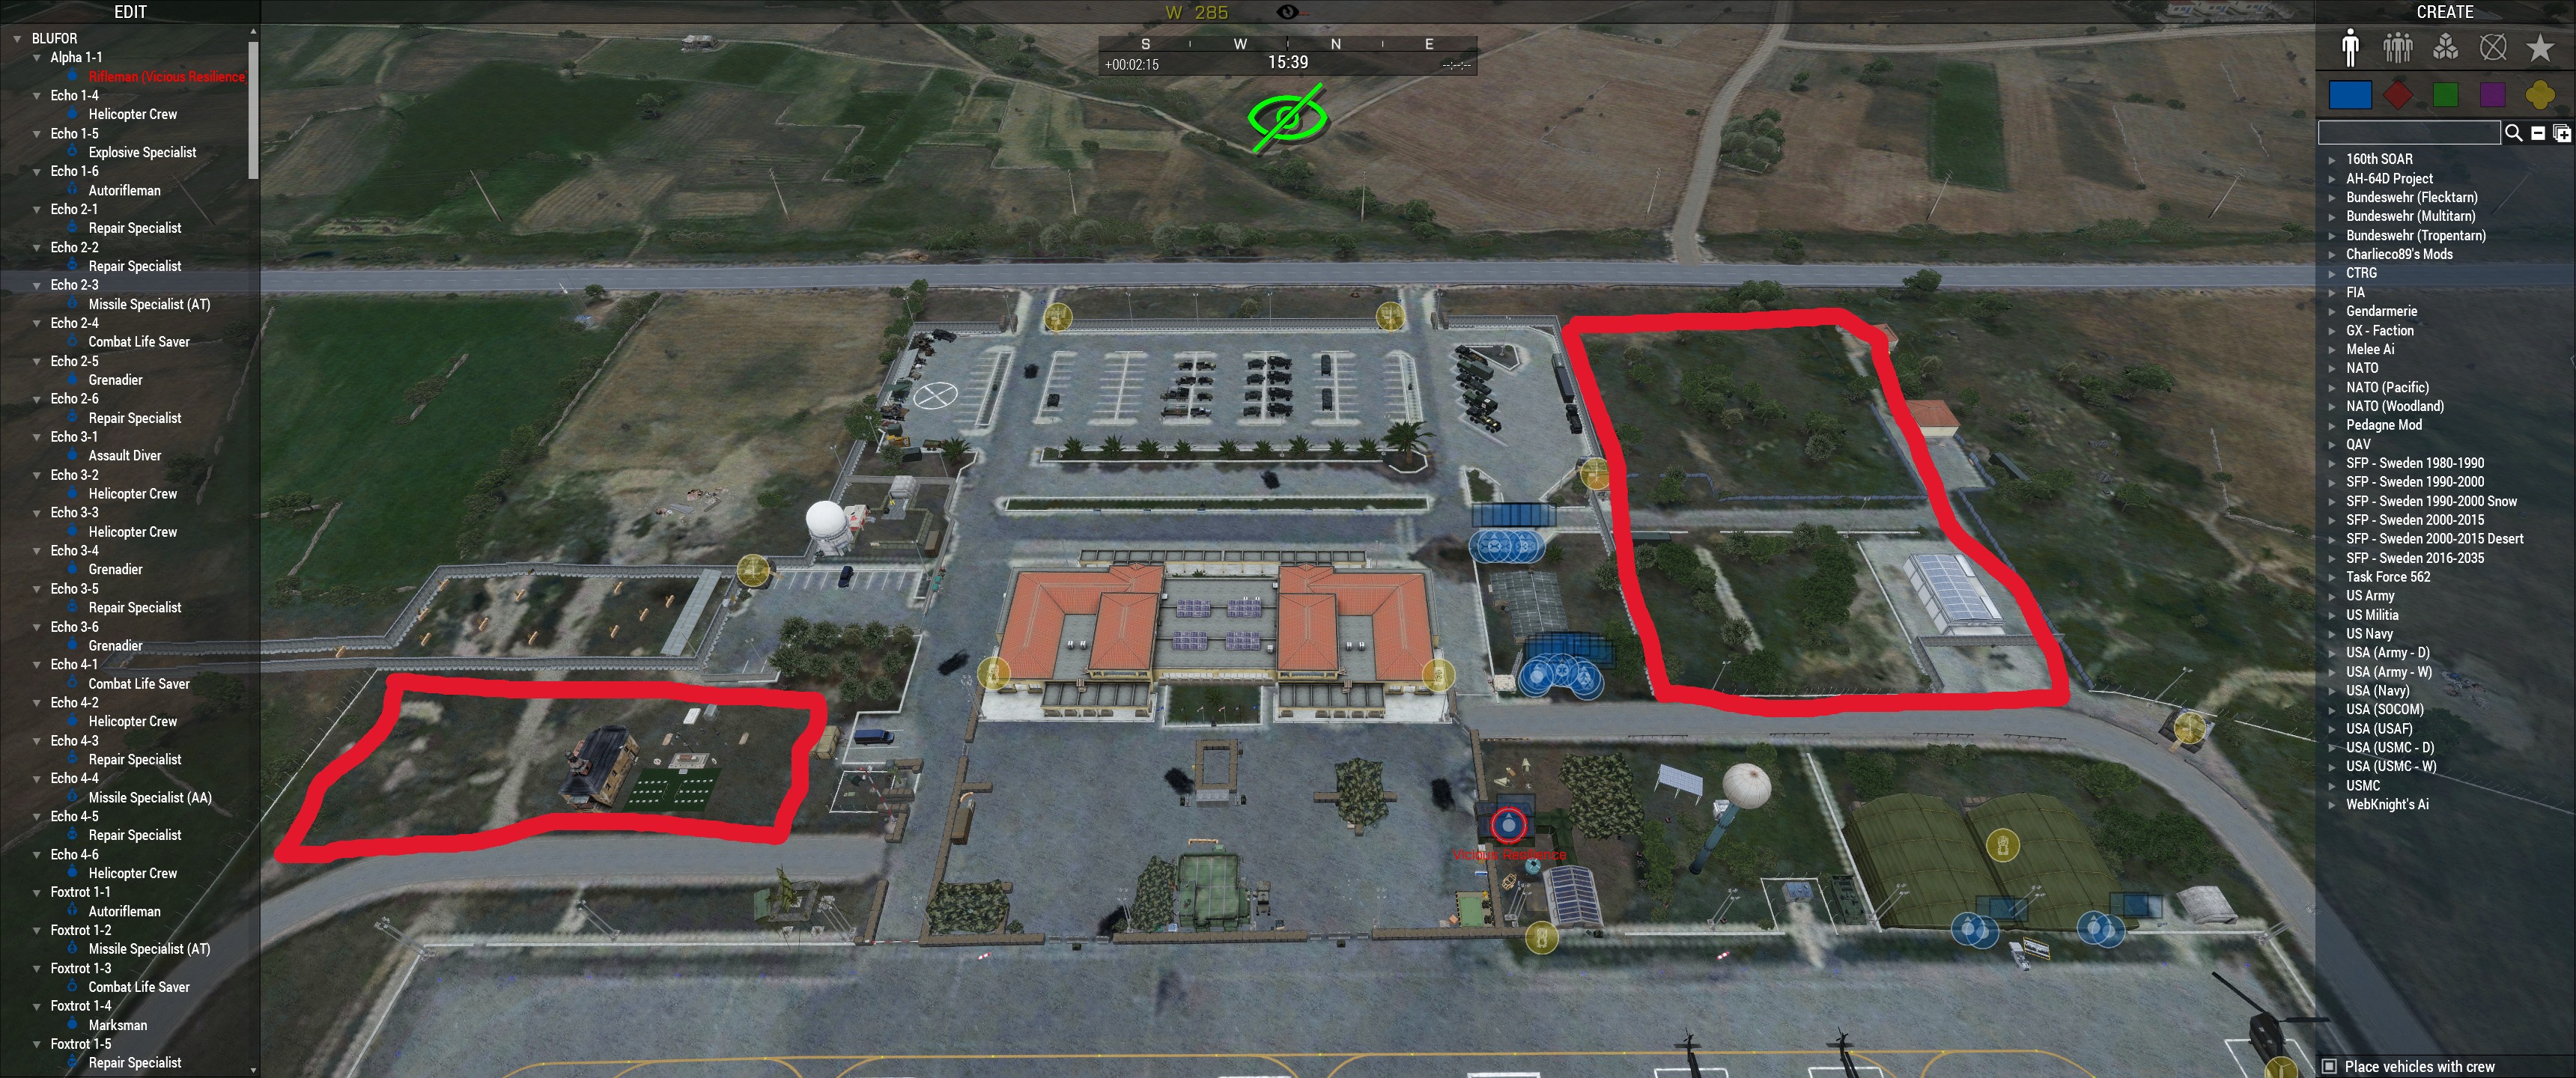 EDIT
BLUFOR
Alpha 1-1
Rifleman (Vicious Resilience
Echo 1-4
Helicopter Crew
Echo 1-5
Explosive Specialist
Echo 1-6
Autorifleman
Echo 2-1
Repair Specialist
Echo 2-2
Repair Specialist
Echo 2-3
Missile Specialist (AT)
Echo 2-4
Combat Life Saver
Echo 2-5
Grenadier
Echo 2-6
Repair Specialist
Echo 3-1
Assault Diver
Echo 3-2
Helicopter Crew
Echo 3-3
Helicopter Crew
Echo 3-4
Grenadier
Echo 3-5
Repair Specialist
Echo 3-6
Grenadier
Echo 4-1
Combat Life Saver
Echo 4-2
Helicopter Crew
Echo 4-3
Repair Specialist
Echo 4-4
Missile Specialist (AA)
Echo 4-5
Repair Specialist
Echo 4-6
Helicopter Crew
Foxtrot 1-1
Autorifleman
Foxtrot 1-2
Missile Specialist (AT)
Foxtrot 1-3
Combat Life Saver
Foxtrot 1-4
Marksman
Foxtrot 1-5
Repair Specialist
W 285
S W N E
+00:02:15 15:39 --:--:--
Vicious Resilience
CREATE
160th SOAR
AH-64D Project
Bundeswehr (Flecktarn)
Bundeswehr (Multitarn)
Bundeswehr (Tropentarn)
Charlieco89's Mods
CTRG
FIA
Gendarmerie
GX - Faction
Melee Ai
NATO
NATO (Pacific)
NATO (Woodland)
Pedagne Mod
QAV
SFP - Sweden 1980-1990
SFP - Sweden 1990-2000
SFP - Sweden 1990-2000 Snow
SFP - Sweden 2000-2015
SFP - Sweden 2000-2015 Desert
SFP - Sweden 2016-2035
Task Force 562
US Army
US Militia
US Navy
USA (Army - D)
USA (Army - W)
USA (Navy)
USA (SOCOM)
USA (USAF)
USA (USMC - D)
USA (USMC - W)
USMC
WebKnight's Ai
Place vehicles with crew